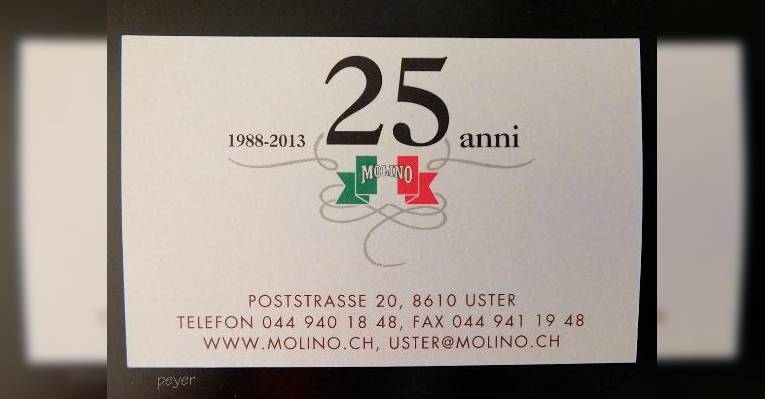 25
1988-2013 anni
MOLINO
POSTSTRASSE 20, 8610 USTER
TELEFON 044 940 18 48, FAX 044 941 19 48
WWW.MOLINO.CH, USTER@MOLINO.CH
peyer